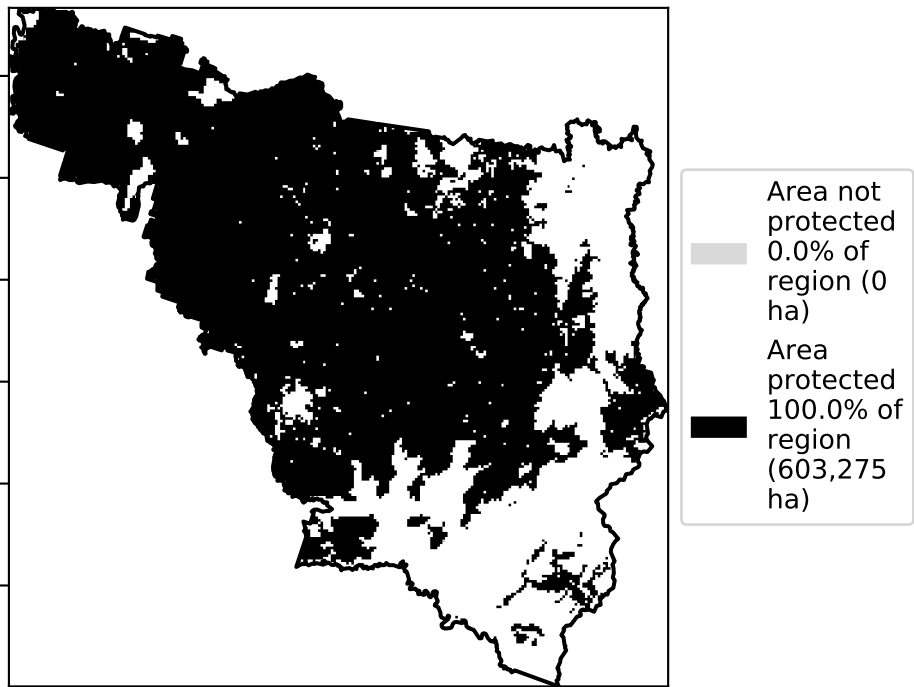 Area not
protected
0.0% of
region (0
ha)
Area
protected
100.0% of
region
(603,275
ha)